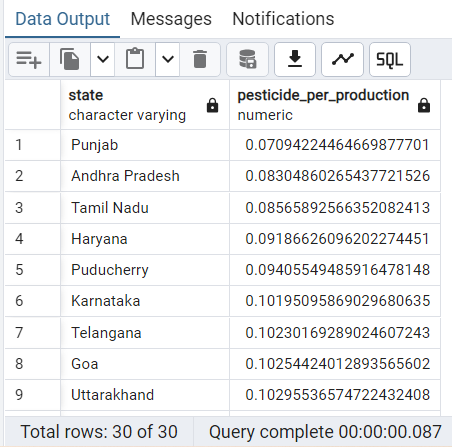 Data Output Messages Notifications
SQL
state pesticide_per_production
character varying numeric
1 Punjab 0.07094224464669877701
2 Andhra Pradesh 0.08304860265437721526
3 Tamil Nadu 0.08565892566352082413
4 Haryana 0.09186626096202274451
5 Puducherry 0.09405549485916478148
6 Karnataka 0.10195095869029680635
7 Telangana 0.10230169289024607243
8 Goa 0.10254424012893565602
9 Uttarakhand 0.10295536574722432408
Total rows: 30 of 30 Query complete 00:00:00.087